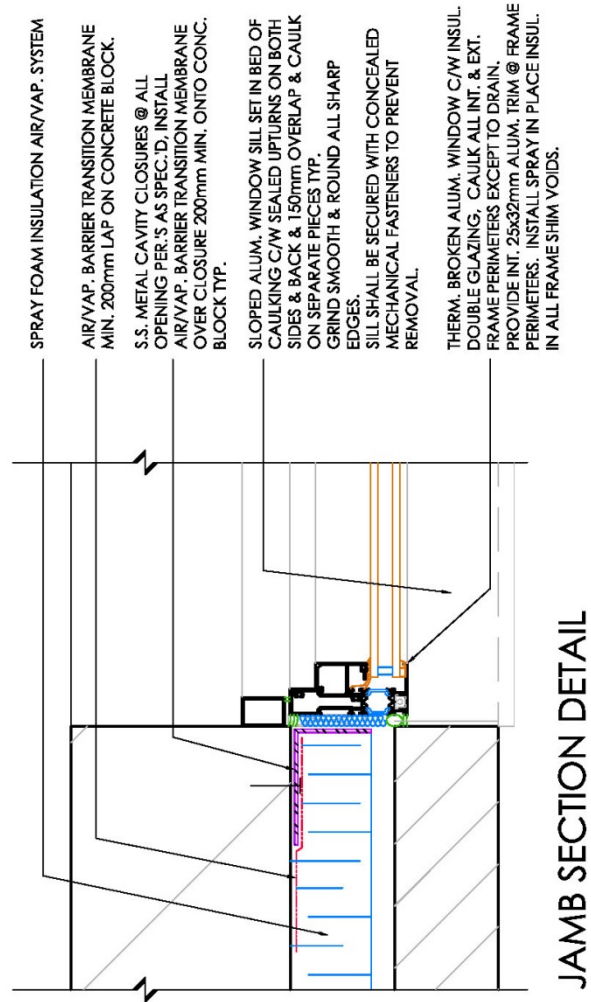 SPRAY FOAM INSULATION AIR/VAP. SYSTEM
AIR/VAP. BARRIER TRANSITION MEMBRANE
MIN. 200mm LAP ON CONCRETE BLOCK.
S.S. METAL CAVITY CLOSURES @ ALL
OPENING PER.'S AS SPEC.'D, INSTALL
AIR/VAP. BARRIER TRANSITION MEMBRANE
OVER CLOSURE 200mm MIN. ONTO CONC.
BLOCK TYP.
SLOPED ALUM. WINDOW SILL SET IN BED OF
CAULKING C/W SEALED UPTURNS ON BOTH
SIDES & BACK & 150mm OVERLAP & CAULK
ON SEPARATE PIECES TYP.
GRIND SMOOTH & ROUND ALL SHARP
EDGES.
SILL SHALL BE SECURED WITH CONCEALED
MECHANICAL FASTENERS TO PREVENT
REMOVAL.
THERM. BROKEN ALUM. WINDOW C/W INSUL.
DOUBLE GLAZING, CAULK ALL INT. & EXT.
FRAME PERIMETERS EXCEPT TO DRAIN.
PROVIDE INT. 25x32mm ALUM. TRIM @ FRAME
PERIMETERS. INSTALL SPRAY IN PLACE INSUL.
IN ALL FRAME SHIM VOIDS.
JAMB SECTION DETAIL